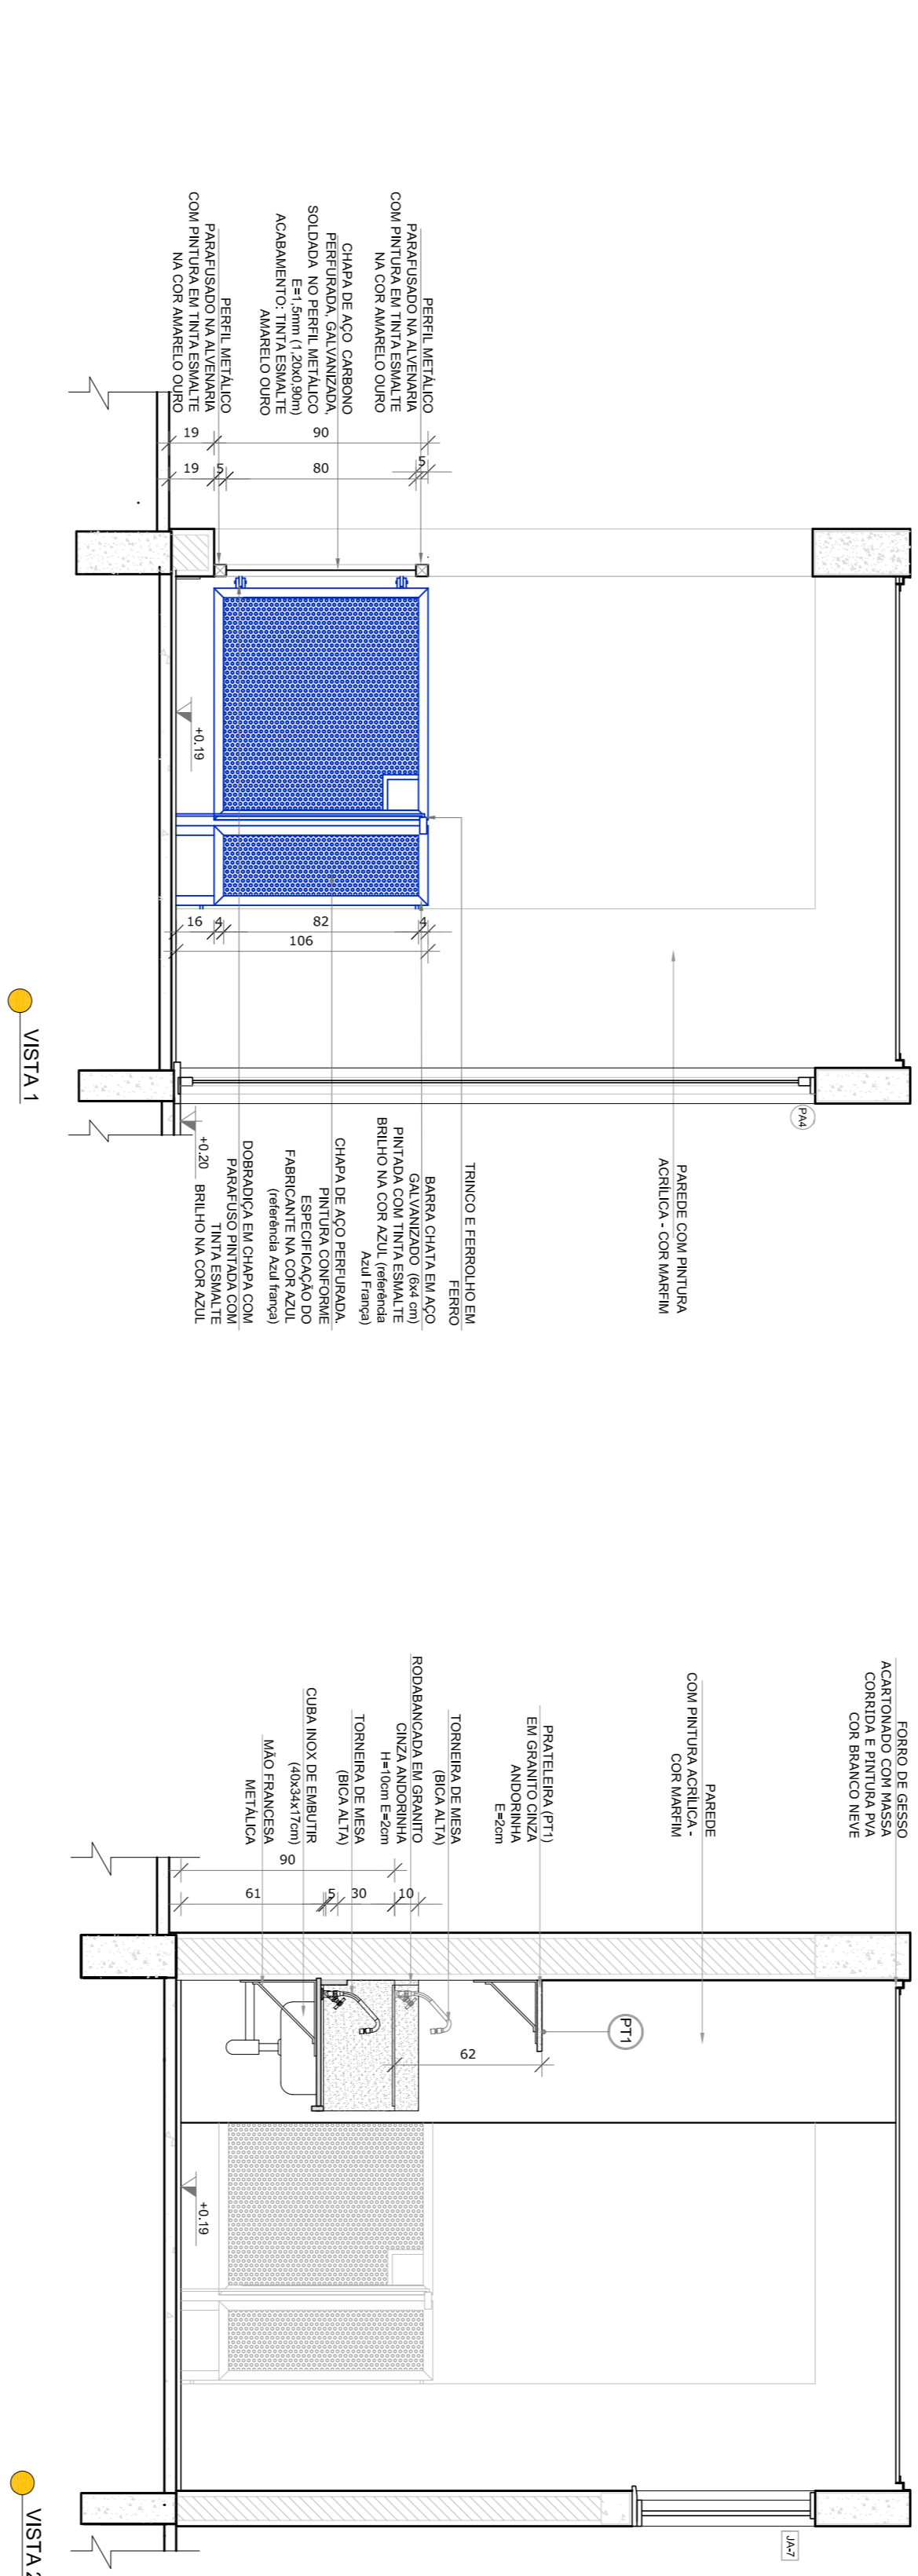 PERFIL METÁLICO
PARAFUSADO NA ALVENARIA
COM PINTURA EM TINTA ESMALTE
NA COR AMARELO OURO
CHAPA DE AÇO CARBONO
PERFURADA, GALVANIZADA,
SOLDADA NO PERFIL METÁLICO
E=1,5mm (1,20x0,90m)
ACABAMENTO: TINTA ESMALTE
AMARELO OURO
PERFIL METÁLICO
PARAFUSADO NA ALVENARIA
COM PINTURA EM TINTA ESMALTE
NA COR AMARELO OURO
90
19
5
80
5
19
+0.19
4
82
4
16
106
PA4
+0.20
PAREDE COM PINTURA
ACRÍLICA - COR MARFIM
TRINCO E FERROLHO EM
FERRO
BARRA CHATA EM AÇO
GALVANIZADO (6x4 cm)
PINTADA COM TINTA ESMALTE
BRILHO NA COR AZUL (referência
Azul França)
CHAPA DE AÇO PERFURADA.
PINTURA CONFORME
ESPECIFICAÇÃO DO
FABRICANTE NA COR AZUL
(referência Azul frança)
DOBRADIÇA EM CHAPA COM
PARAFUSO PINTADA COM
TINTA ESMALTE
BRILHO NA COR AZUL
VISTA 1
FORRO DE GESSO
ACARTONADO COM MASSA
CORRIDA E PINTURA PVA
COR BRANCO NEVE
PAREDE
COM PINTURA ACRÍLICA -
COR MARFIM
PRATELEIRA (PT1)
EM GRANITO CINZA
ANDORINHA
E=2cm
TORNEIRA DE MESA
(BICA ALTA)
RODABANCADA EM GRANITO
CINZA ANDORINHA
H=10cm E=2cm
TORNEIRA DE MESA
(BICA ALTA)
CUBA INOX DE EMBUTIR
(40x34x17cm)
MÃO FRANCESA
METÁLICA
90
10
30
5
61
PT1
62
+0.19
JA-7
VISTA 2